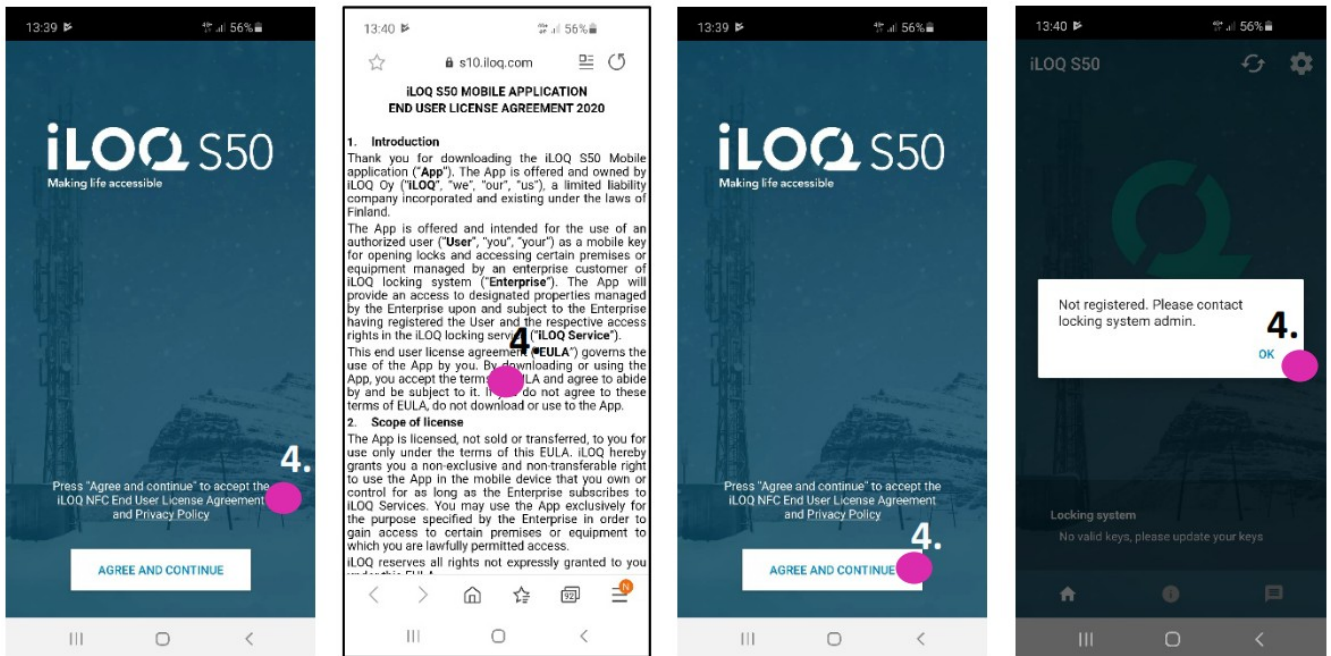 13:39
56%
iLOQ S50
Making life accessible
4.
Press "Agree and continue" to accept the
iLOQ NFC End User License Agreement
and Privacy Policy
AGREE AND CONTINUE
13:40
56%
s10.iloq.com
iLOQ S50 MOBILE APPLICATION
END USER LICENSE AGREEMENT 2020
1. Introduction
Thank you for downloading the iLOQ S50 Mobile
application ("App"). The App is offered and owned by
iLOQ Oy ("iLOQ", "we", "our", "us"), a limited liability
company incorporated and existing under the laws of
Finland.
The App is offered and intended for the use of an
authorized user ("User", "you", "your") as a mobile key
for opening locks and accessing certain premises or
equipment managed by an enterprise customer of
iLOQ locking system ("Enterprise"). The App will
provide an access to designated properties managed
by the Enterprise upon and subject to the Enterprise
having registered the User and the respective access
rights in the iLOQ locking service ("iLOQ Service").
4.
This end user license agreement ("EULA") governs the
use of the App by you. By downloading or using the
App, you accept the terms EULA and agree to abide
by and be subject to it. If you do not agree to these
terms of EULA, do not download or use to the App.
2. Scope of license
The App is licensed, not sold or transferred, to you for
use only under the terms of this EULA. iLOQ hereby
grants you a non-exclusive and non-transferable right
to use the App in the mobile device that you own or
control for as long as the Enterprise subscribes to
iLOQ Services. You may use the App exclusively for
the purpose specified by the Enterprise in order to
gain access to certain premises or equipment to
which you are lawfully permitted access.
iLOQ reserves all rights not expressly granted to you
92
N
13:39
56%
iLOQ S50
Making life accessible
Press "Agree and continue" to accept the
iLOQ NFC End User License Agreement
and Privacy Policy
4.
AGREE AND CONTINUE
13:40
56%
iLOQ S50
Not registered. Please contact
locking system admin.
4.
OK
Locking system
No valid keys, please update your keys